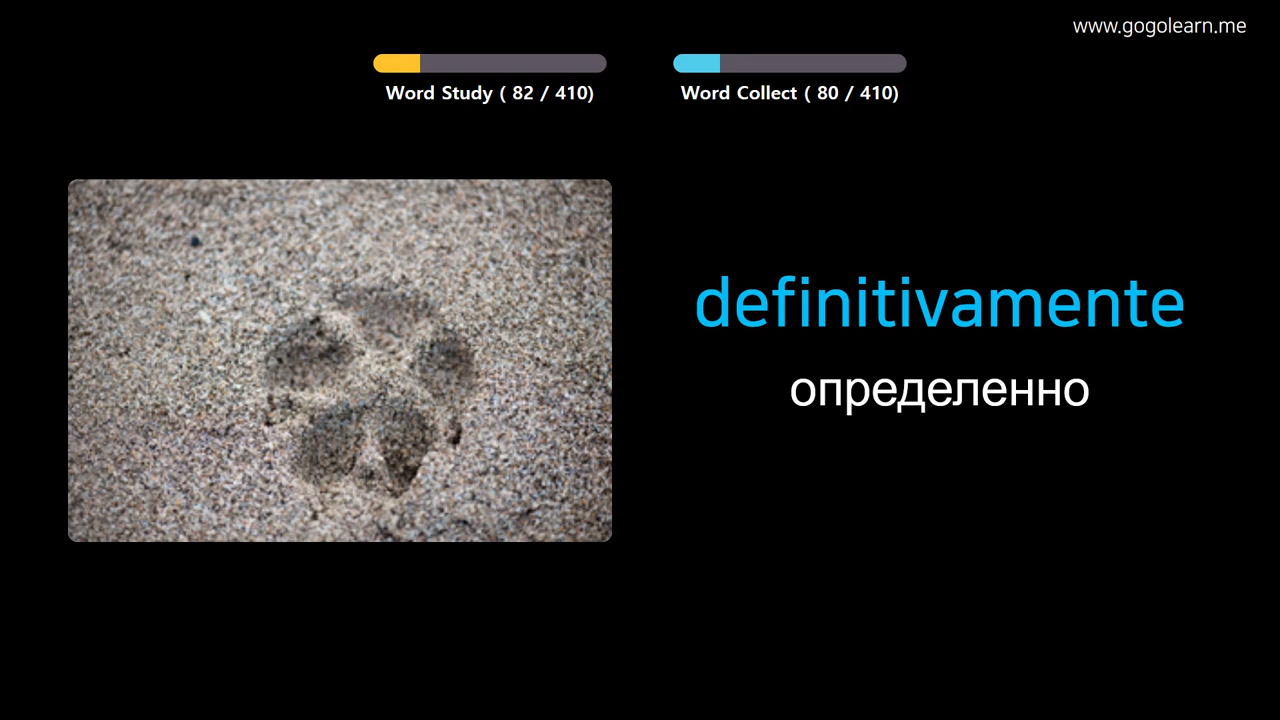 www.gogolearn.me
Word Study ( 82 / 410)
Word Collect ( 80 / 410)
definitivamente
определенно